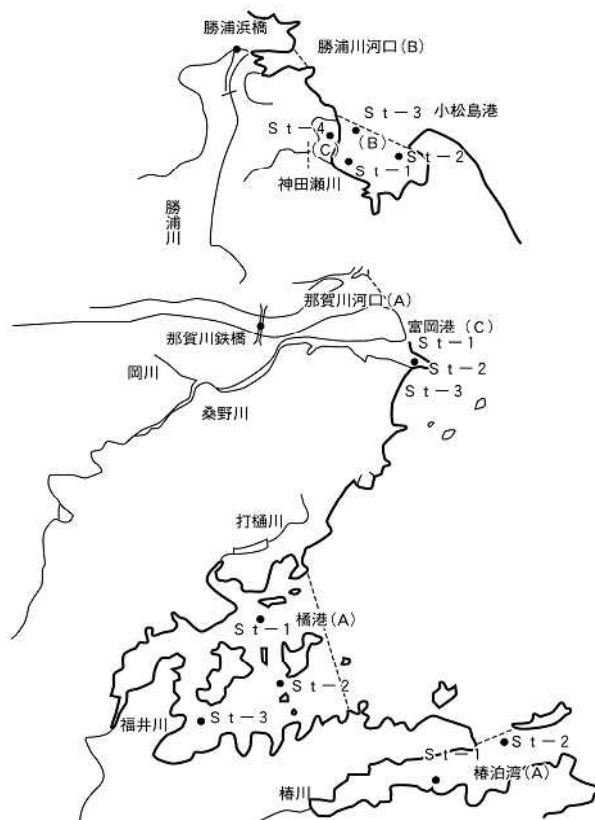 勝浦浜橋
勝浦川河口(B)
St-3 小松島港
St-4
(B)
(C)
St-2
St-1
神田瀬川
勝浦川
那賀川河口(A)
富岡港(C)
那賀川鉄橋
St-1
St-2
岡川
St-3
桑野川
打樋川
橘港(A)
St-1
St-2
福井川
St-3
St-1
St-2
椿泊湾(A)
椿川